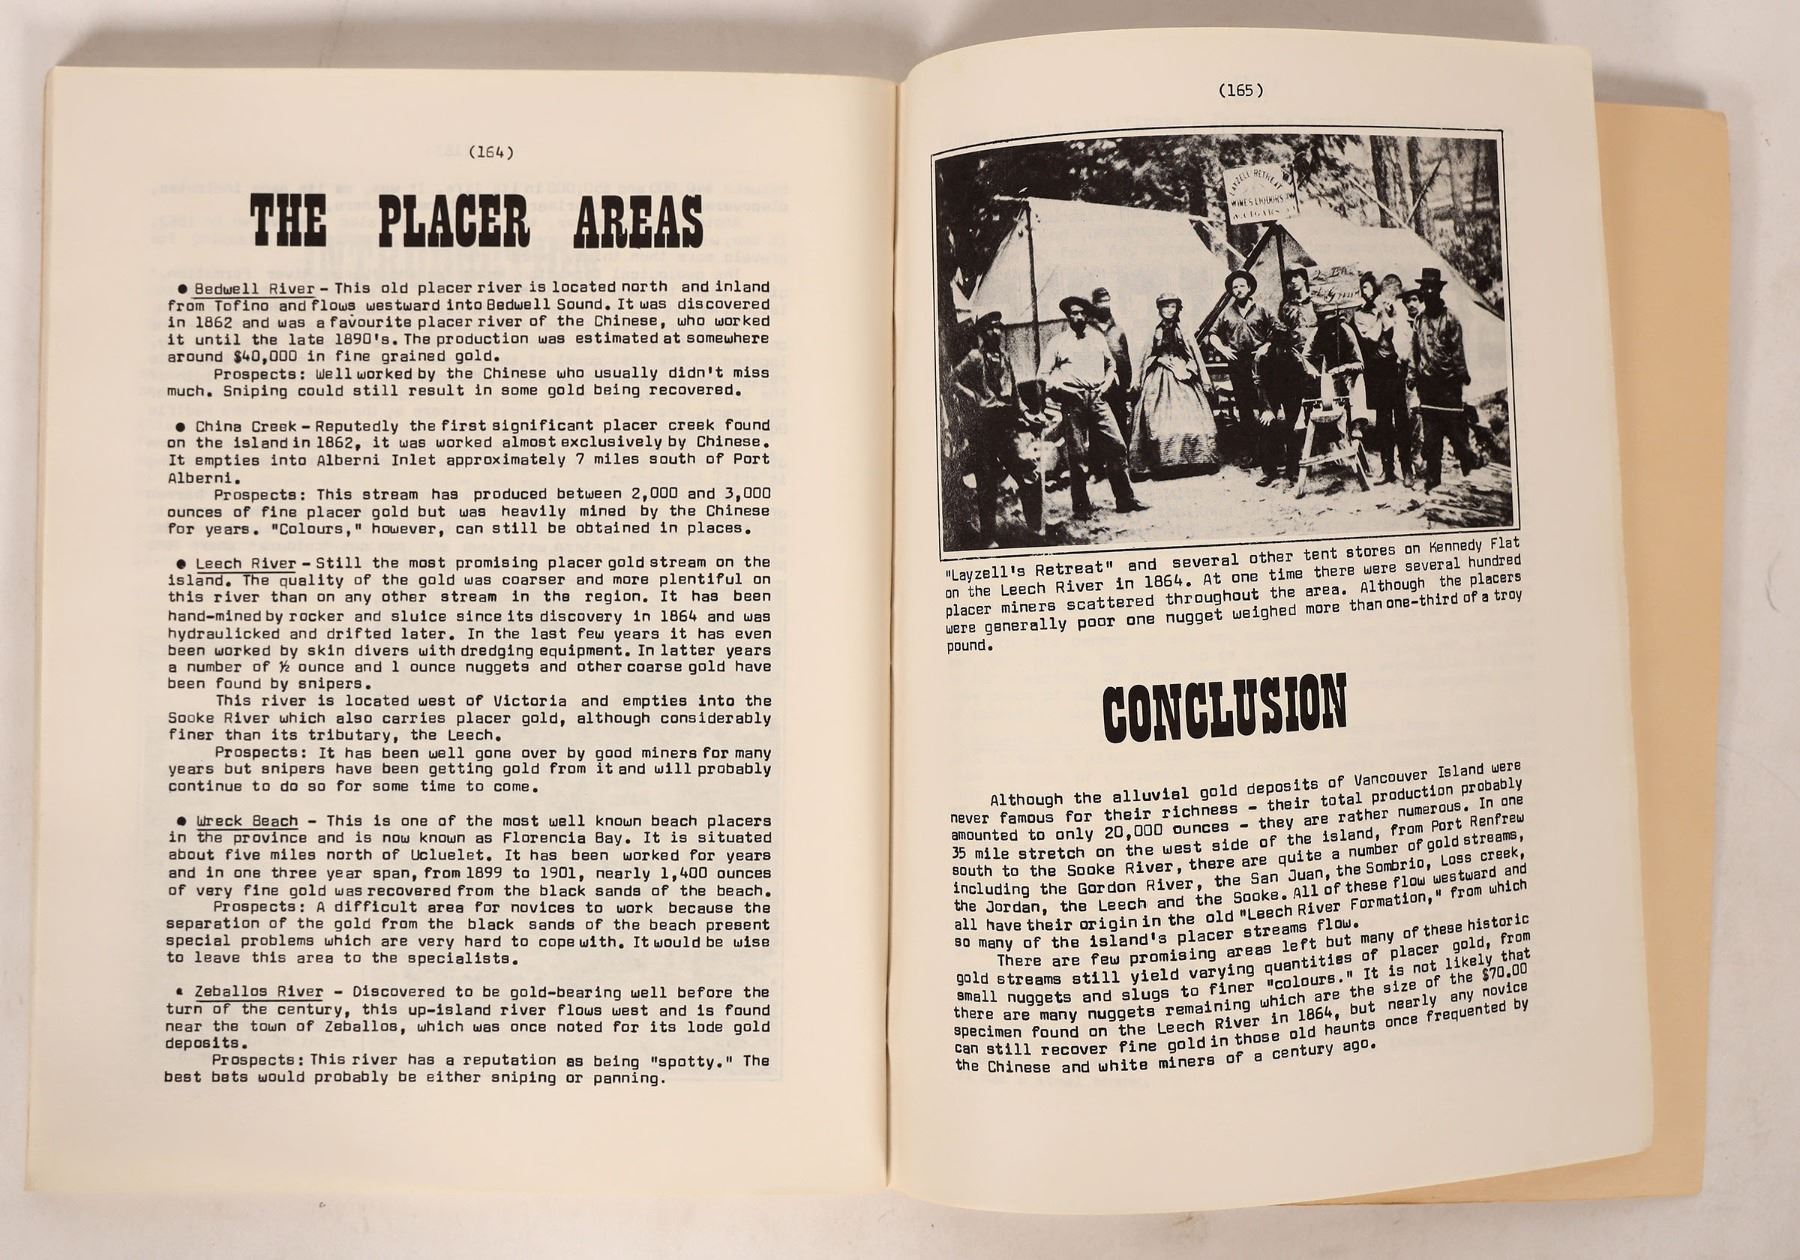 (164)
THE PLACER AREAS
● Bedwell River - This old placer river is located north and inland
from Tofino and flows westward into Bedwell Sound. It was discovered
in 1862 and was a favourite placer river of the Chinese, who worked
it until the late 1890's. The production was estimated at somewhere
around $40,000 in fine grained gold.
Prospects: Well worked by the Chinese who usually didn't miss
much. Sniping could still result in some gold being recovered.
● China Creek - Reputedly the first significant placer creek found
on the island in 1862, it was worked almost exclusively by Chinese.
It empties into Alberni Inlet approximately 7 miles south of Port
Alberni.
Prospects: This stream has produced between 2,000 and 3,000
ounces of fine placer gold but was heavily mined by the Chinese
for years. "Colours," however, can still be obtained in places.
● Leech River - Still the most promising placer gold stream on the
island. The quality of the gold was coarser and more plentiful on
this river than on any other stream in the region. It has been
hand-mined by rocker and sluice since its discovery in 1864 and was
hydraulicked and drifted later. In the last few years it has even
been worked by skin divers with dredging equipment. In latter years
a number of ½ ounce and 1 ounce nuggets and other coarse gold have
been found by snipers.
This river is located west of Victoria and empties into the
Sooke River which also carries placer gold, although considerably
finer than its tributary, the Leech.
Prospects: It has been well gone over by good miners for many
years but snipers have been getting gold from it and will probably
continue to do so for some time to come.
● Wreck Beach - This is one of the most well known beach placers
in the province and is now known as Florencia Bay. It is situated
about five miles north of Ucluelet. It has been worked for years
and in one three year span, from 1899 to 1901, nearly 1,400 ounces
of very fine gold was recovered from the black sands of the beach.
Prospects: A difficult area for novices to work because the
separation of the gold from the black sands of the beach present
special problems which are very hard to cope with. It would be wise
to leave this area to the specialists.
• Zeballos River - Discovered to be gold-bearing well before the
turn of the century, this up-island river flows west and is found
near the town of Zeballos, which was once noted for its lode gold
deposits.
Prospects: This river has a reputation as being "spotty." The
best bets would probably be either sniping or panning.
(165)
LAYZELL RETREAT
WINES LIQUORS
"Layzell's Retreat" and several other tent stores on Kennedy Flat
on the Leech River in 1864. At one time there were several hundred
placer miners scattered throughout the area. Although the placers
were generally poor one nugget weighed more than one-third of a troy
pound.
CONCLUSION
Although the alluvial gold deposits of Vancouver Island were
never famous for their richness - their total production probably
amounted to only 20,000 ounces - they are rather numerous. In one
35 mile stretch on the west side of the island, from Port Renfrew
south to the Sooke River, there are quite a number of gold streams,
including the Gordon River, the San Juan, the Sombrio, Loss creek,
the Jordan, the Leech and the Sooke. All of these flow westward and
all have their origin in the old "Leech River Formation," from which
so many of the island's placer streams flow.
There are few promising areas left but many of these historic
gold streams still yield varying quantities of placer gold, from
small nuggets and slugs to finer "colours." It is not likely that
there are many nuggets remaining which are the size of the $70.00
specimen found on the Leech River in 1864, but nearly any novice
can still recover fine gold in those old haunts once frequented by
the Chinese and white miners of a century ago.